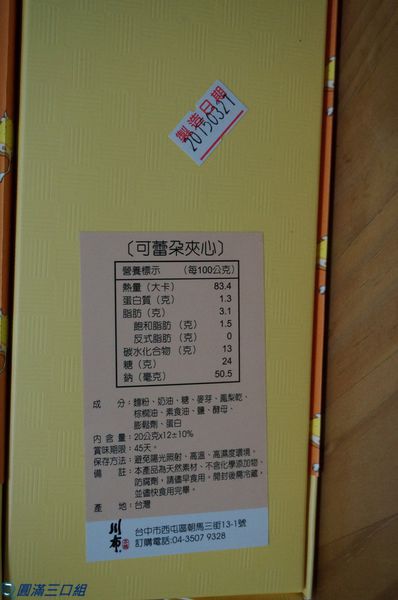 製造日期
20150327
〔可蕾朵夾心〕
營養標示 (每100公克)
熱量（大卡） 83.4
蛋白質（克） 1.3
脂肪（克） 3.1
飽和脂肪（克） 1.5
反式脂肪（克） 0
碳水化合物（克） 13
糖（克） 24
鈉（毫克） 50.5
成 分：麵粉、奶油、糖、麥芽、鳳梨乾、
棕櫚油、素食油、鹽、酵母、
膨鬆劑、蛋白
內 含 量：20公克x12±10%
賞味期限：45天。
保存方法：避免陽光照射、高溫、高濕度環境。
備 註：本產品為天然素材、不含化學添加物、
防腐劑，請儘早食用。開封後需冷藏，
並儘快食用完畢。
產 地：台灣
川布
台中市西屯區朝馬三街13-1號
訂購電話:04-3507 9328
圓滿三口組